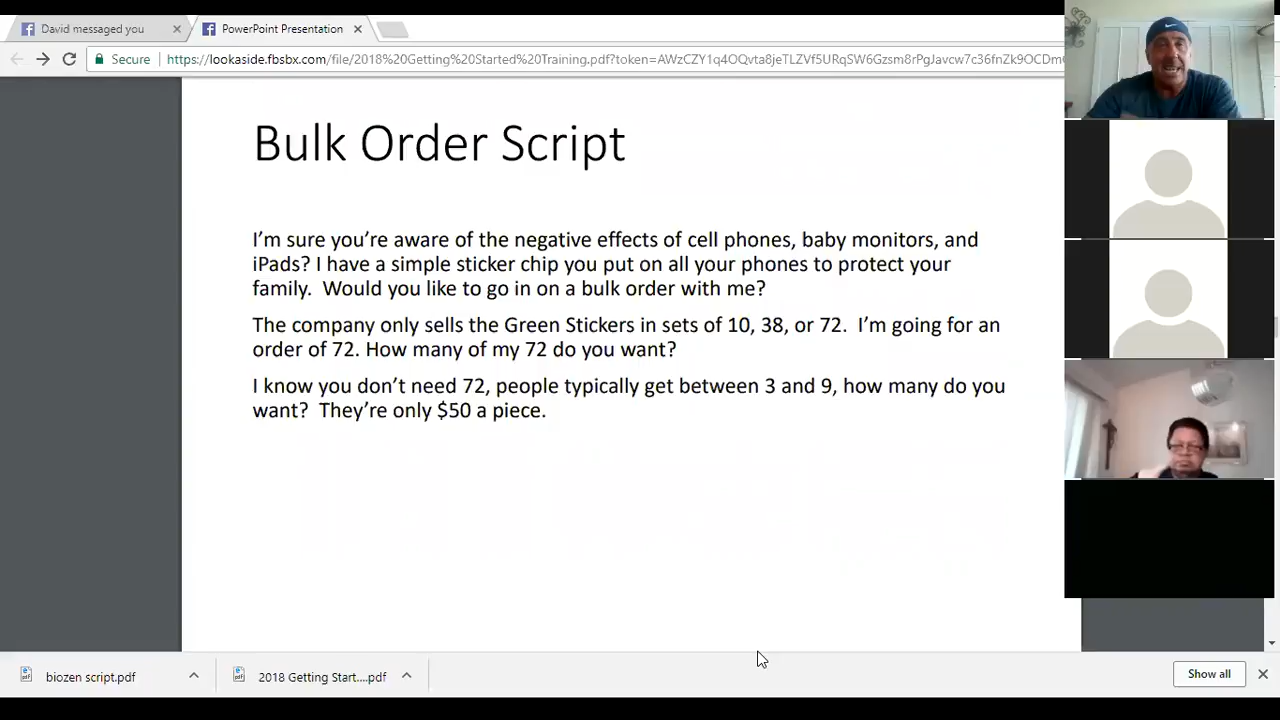 David messaged you
PowerPoint Presentation
Secure
https://lookaside.fbsbx.com/file/2018%20Getting%20Started%20Training.pdf?token=AWzCZY1q4OQvta8jeTLZVf5URqSW6Gzsm8rPgJavcw7c36fnZk9OCDm
Bulk Order Script
I'm sure you're aware of the negative effects of cell phones, baby monitors, and
iPads? I have a simple sticker chip you put on all your phones to protect your
family.  Would you like to go in on a bulk order with me?
The company only sells the Green Stickers in sets of 10, 38, or 72.  I'm going for an
order of 72. How many of my 72 do you want?
I know you don't need 72, people typically get between 3 and 9, how many do you
want?  They're only $50 a piece.
biozen script.pdf
2018 Getting Start....pdf
Show all